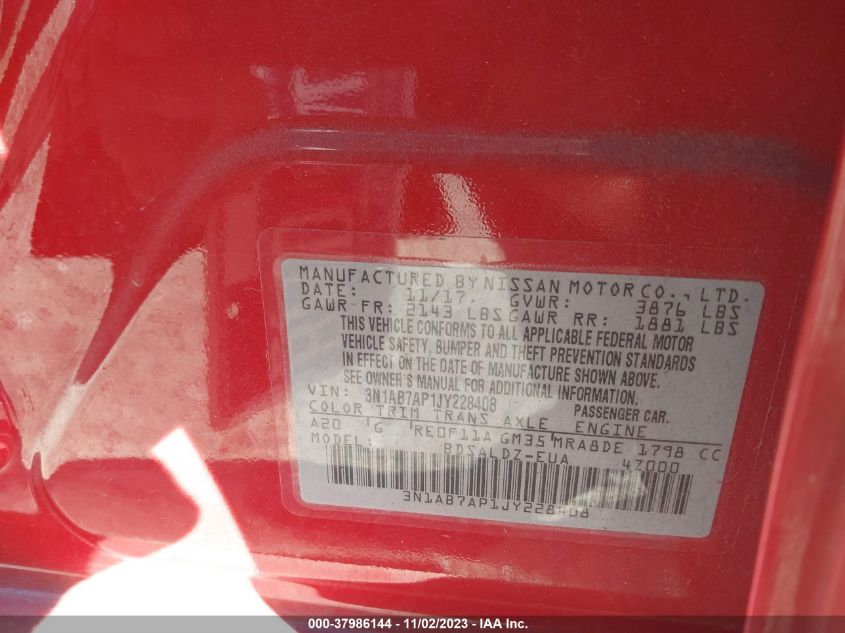 MANUFACTURED BY NISSAN MOTOR CO., LTD.
DATE: 11/17. GVWR: 3876 LBS
GAWR FR: 2143 LBS GAWR RR: 1881 LBS
THIS VEHICLE CONFORMS TO ALL APPLICABLE FEDERAL MOTOR
VEHICLE SAFETY, BUMPER AND THEFT PREVENTION STANDARDS
IN EFFECT ON THE DATE OF MANUFACTURE SHOWN ABOVE.
SEE OWNER'S MANUAL FOR ADDITIONAL INFORMATION.
VIN: 3N1AB7AP1JY228408 PASSENGER CAR.
COLOR TRIM TRANS AXLE ENGINE
A20 G RE0F11A GM35 MRA8DE 1798 CC
MODEL: BDSALDZ-EUA 47000
3N1AB7AP1JY228408
000-37986144 - 11/02/2023 - © IAA Inc.